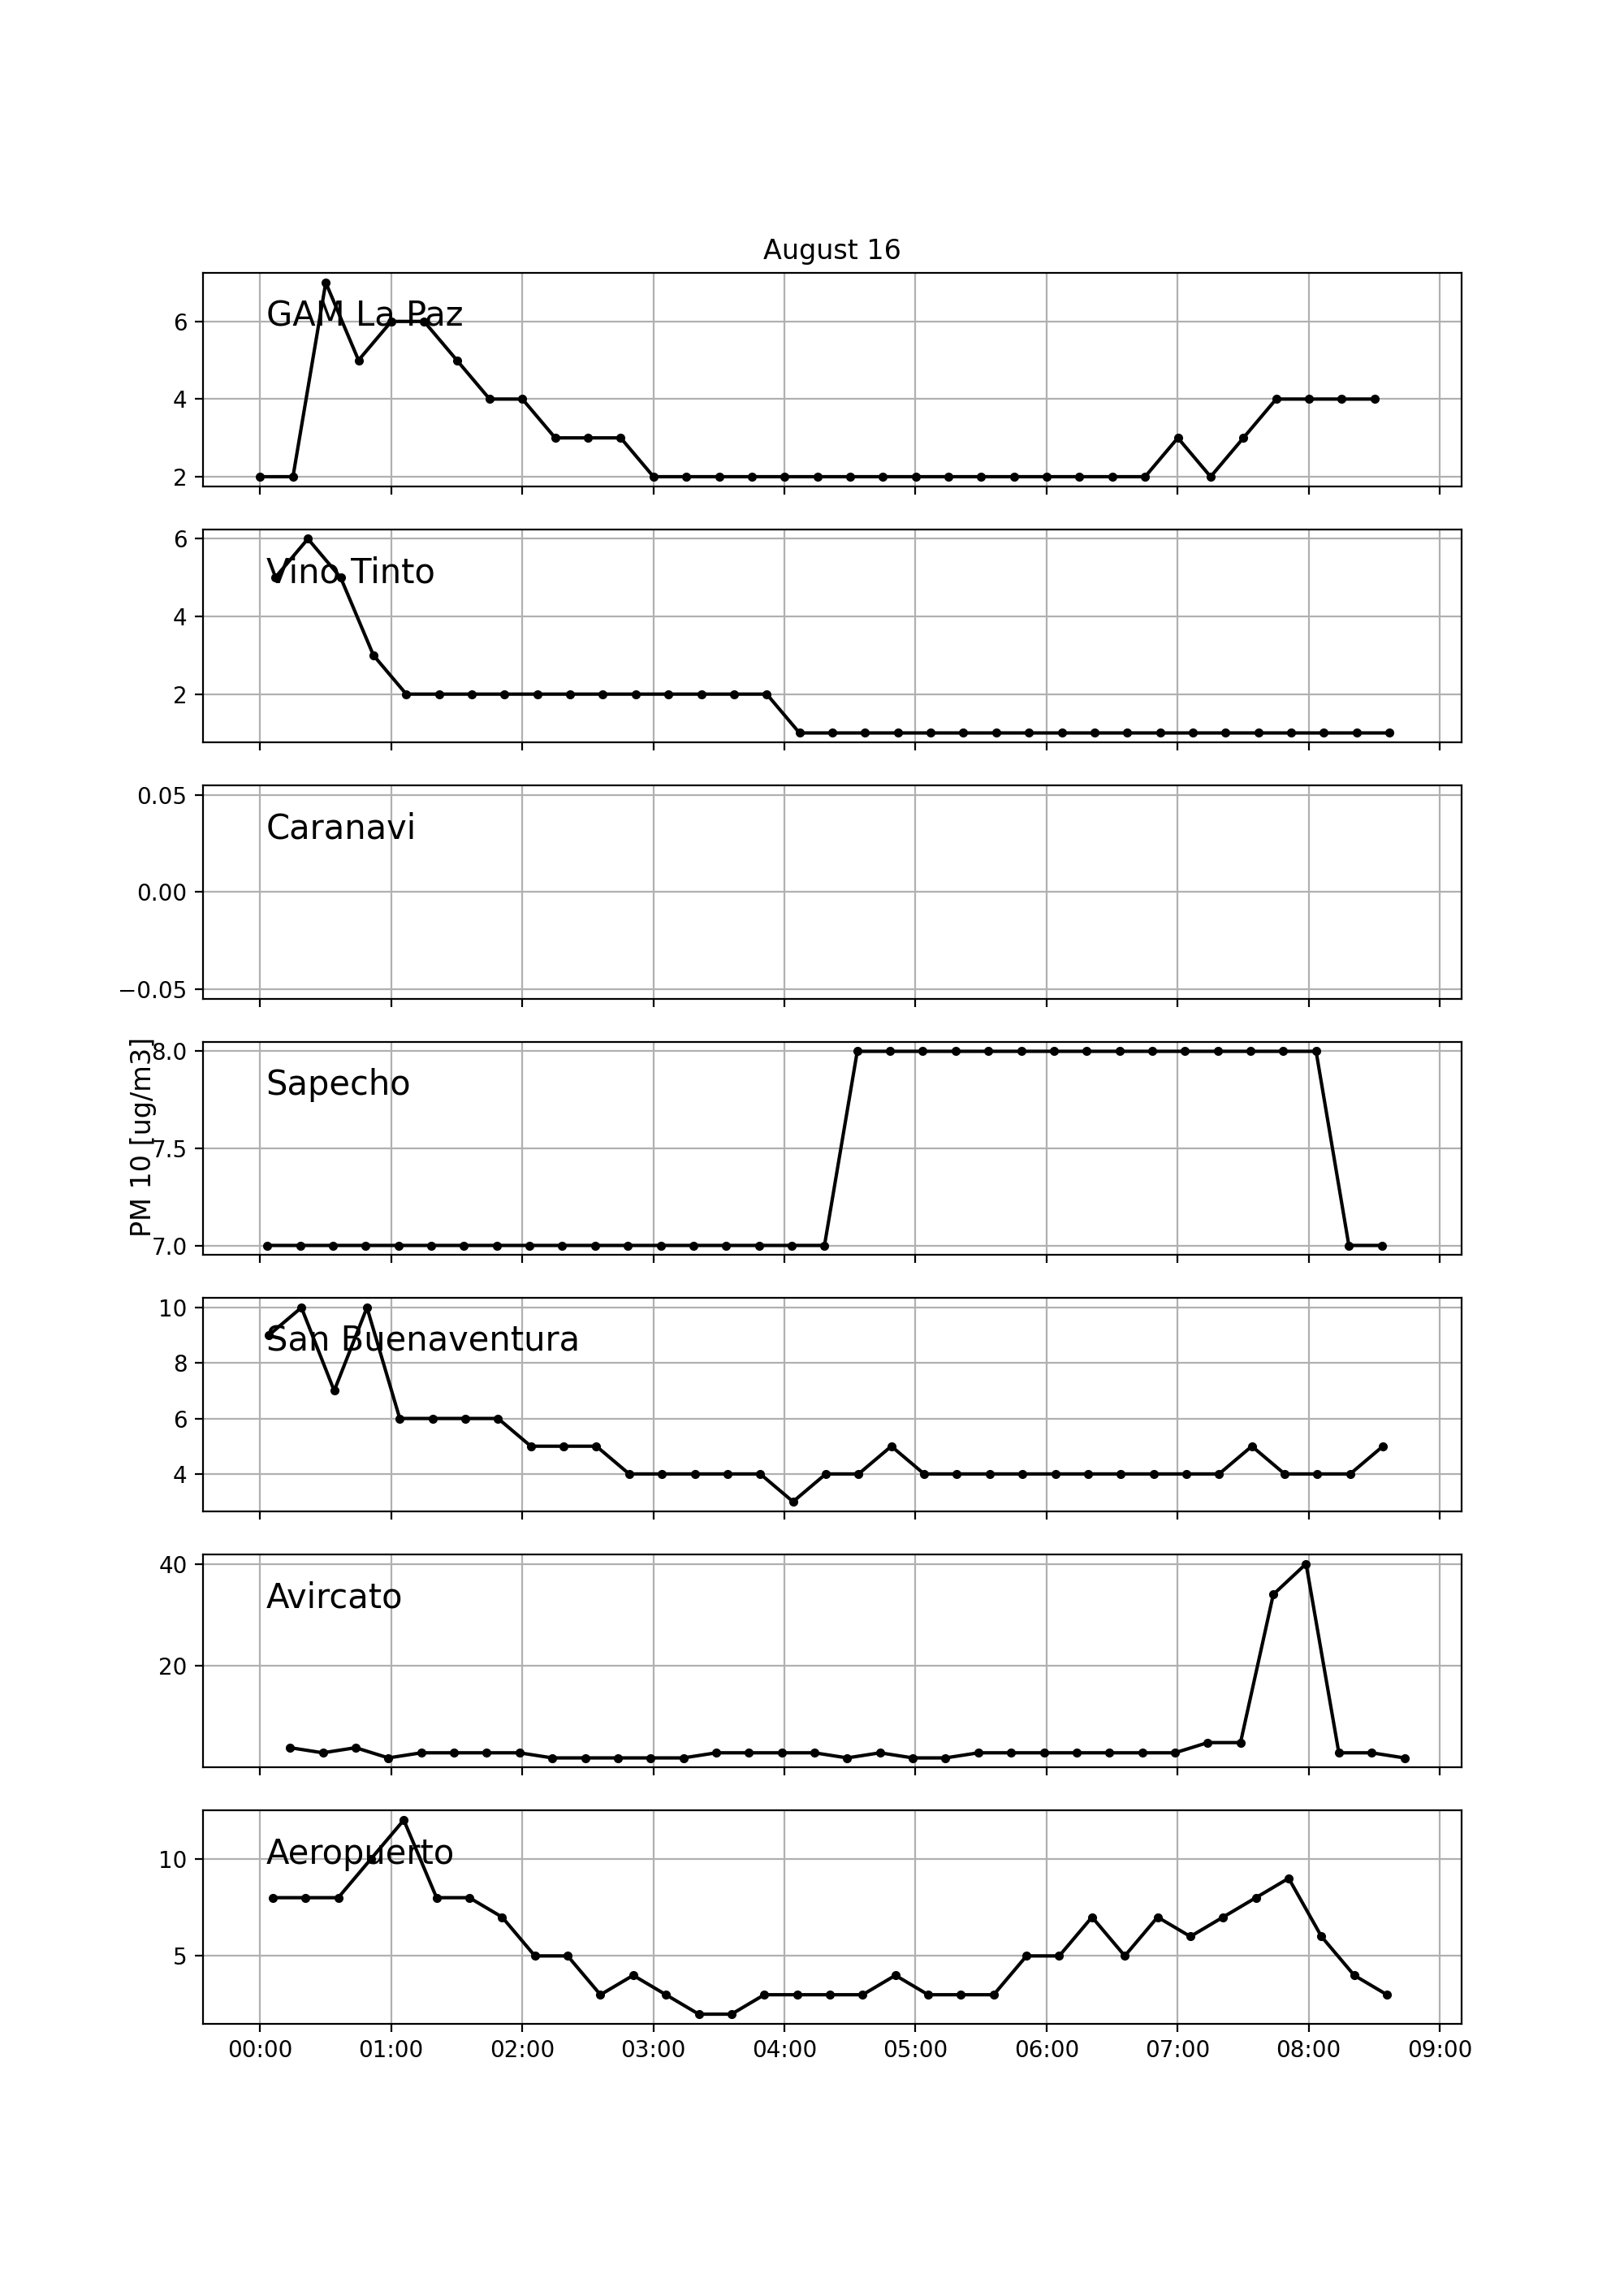 August 16
GAM La Paz
6
4
2
Vino Tinto
6
4
2
Caranavi
0.05
0.00
−0.05
PM 10 [ug/m3]
Sapecho
8.0
7.5
7.0
San Buenaventura
10
8
6
4
Avircato
40
20
Aeropuerto
10
5
00:00 01:00 02:00 03:00 04:00 05:00 06:00 07:00 08:00 09:00